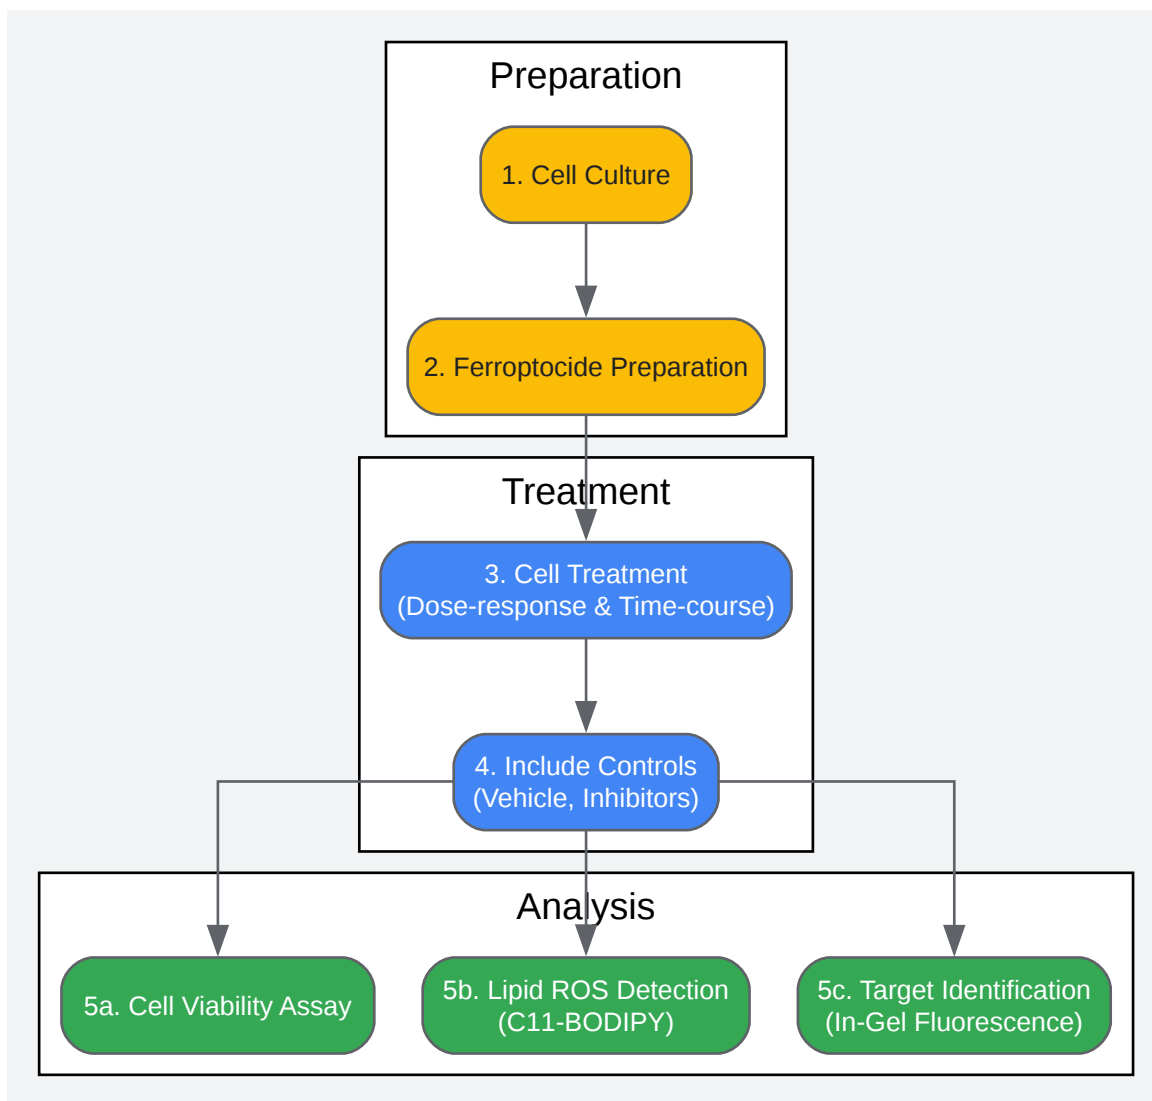 Preparation
1. Cell Culture
2. Ferroptocide Preparation
Treatment
3. Cell Treatment
(Dose-response & Time-course)
4. Include Controls
(Vehicle, Inhibitors)
Analysis
5a. Cell Viability Assay
5b. Lipid ROS Detection
(C11-BODIPY)
5c. Target Identification
(In-Gel Fluorescence)